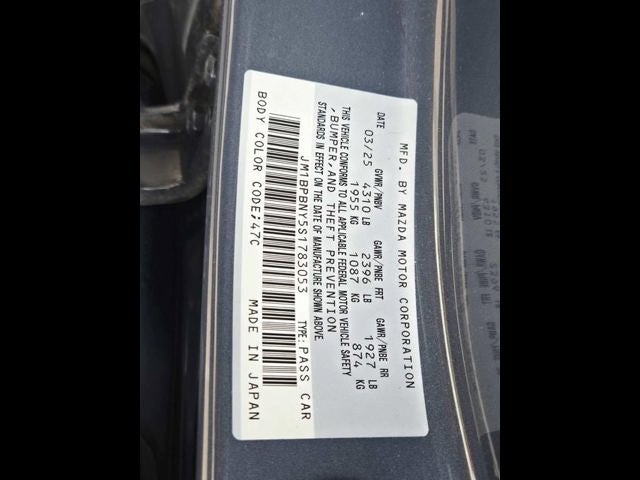 MFD. BY MAZDA MOTOR CORPORATION
DATE GVWR/PNBV GAWR/PNBE FRT GAWR/PNBE RR
03/25 4310 LB 2396 LB 1927 LB
1955 KG 1087 KG 874 KG
THIS VEHICLE CONFORMS TO ALL APPLICABLE FEDERAL MOTOR VEHICLE SAFETY
STANDARDS IN EFFECT ON THE DATE OF MANUFACTURE SHOWN ABOVE.
,BUMPER,AND THEFT PREVENTION
JM1BPBNY5S1783053 TYPE:PASS CAR
BODY COLOR CODE:47C MADE IN JAPAN